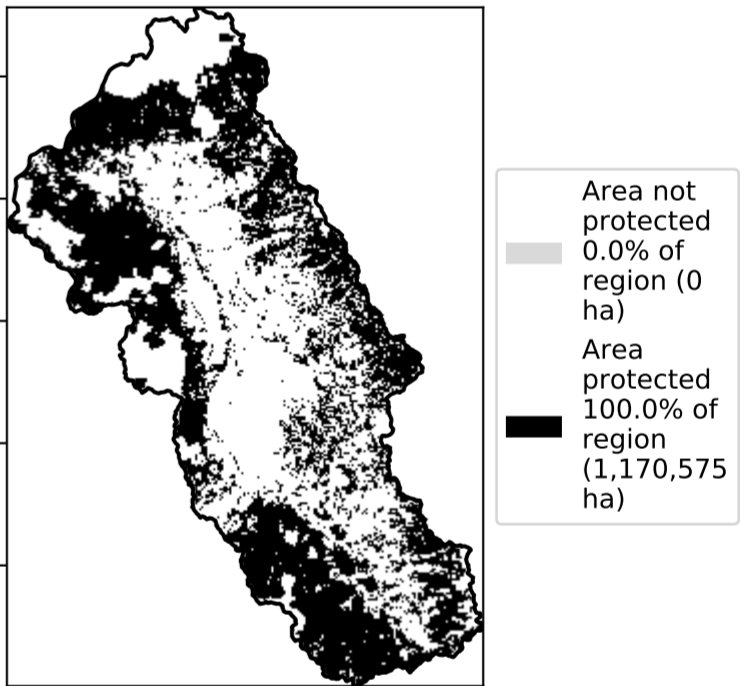 Area not
protected
0.0% of
region (0
ha)
Area
protected
100.0% of
region
(1,170,575
ha)